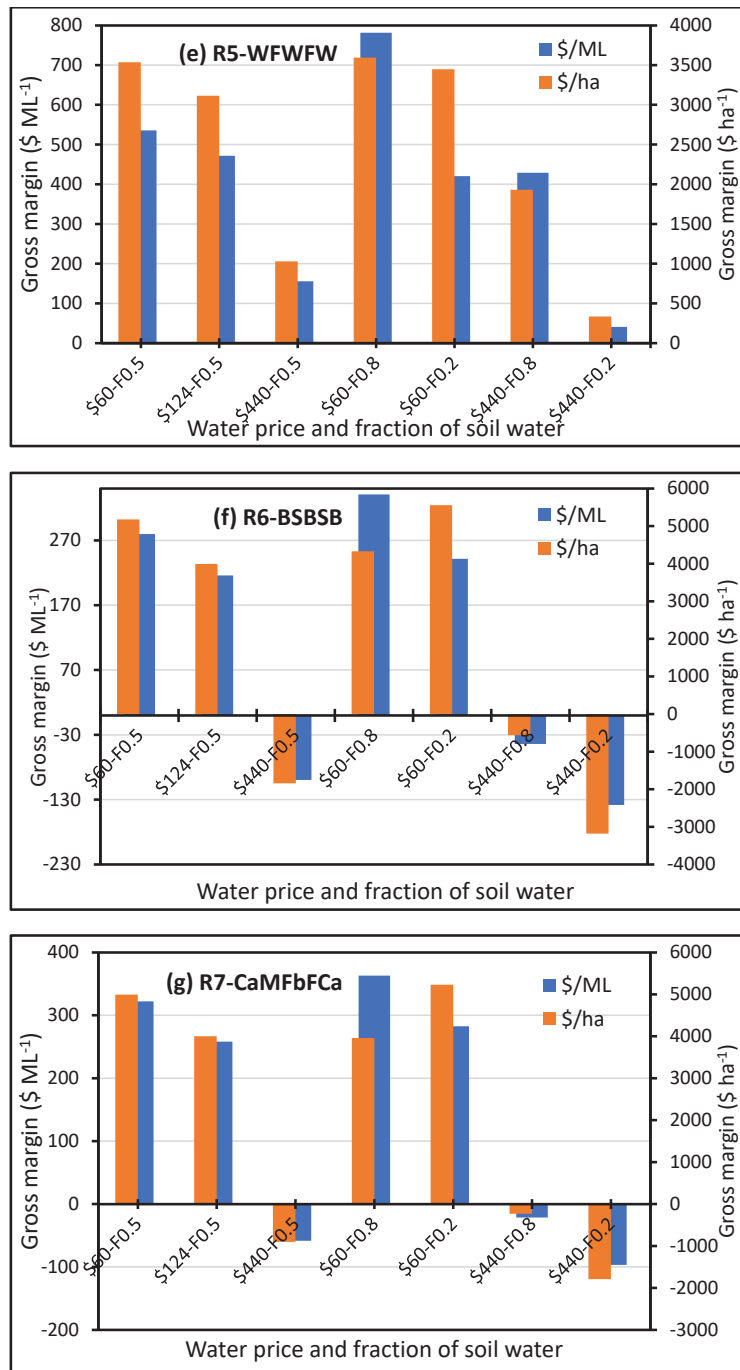 (e) R5-WFWFW
$/ML
$/ha
Gross margin ($ ML⁻¹)
800
700
600
500
400
300
200
100
0
Gross margin ($ ha⁻¹)
4000
3500
3000
2500
2000
1500
1000
500
0
$60-F0.5
$124-F0.5
$440-F0.5
$60-F0.8
$60-F0.2
$440-F0.8
$440-F0.2
Water price and fraction of soil water
(f) R6-BSBSB
$/ML
$/ha
Gross margin ($ ML⁻¹)
270
170
70
-30
-130
-230
Gross margin ($ ha⁻¹)
6000
5000
4000
3000
2000
1000
0
-1000
-2000
-3000
-4000
$60-F0.5
$124-F0.5
$440-F0.5
$60-F0.8
$60-F0.2
$440-F0.8
$440-F0.2
Water price and fraction of soil water
(g) R7-CaMFbFCa
$/ML
$/ha
Gross margin ($ ML⁻¹)
400
300
200
100
0
-100
-200
Gross margin ($ ha⁻¹)
6000
5000
4000
3000
2000
1000
0
-1000
-2000
-3000
$60-F0.5
$124-F0.5
$440-F0.5
$60-F0.8
$60-F0.2
$440-F0.8
$440-F0.2
Water price and fraction of soil water